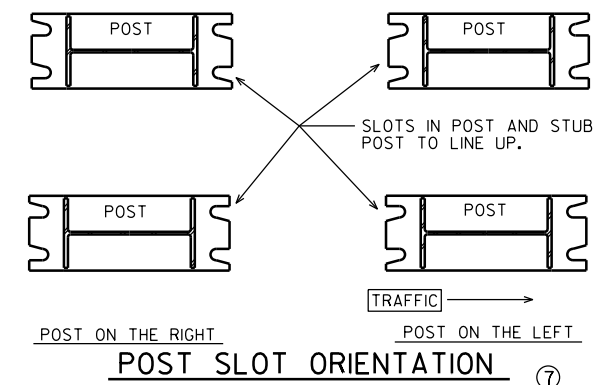 POST
POST
SLOTS IN POST AND STUB
POST TO LINE UP.
POST
POST
TRAFFIC
POST ON THE RIGHT
POST ON THE LEFT
POST SLOT ORIENTATION
7